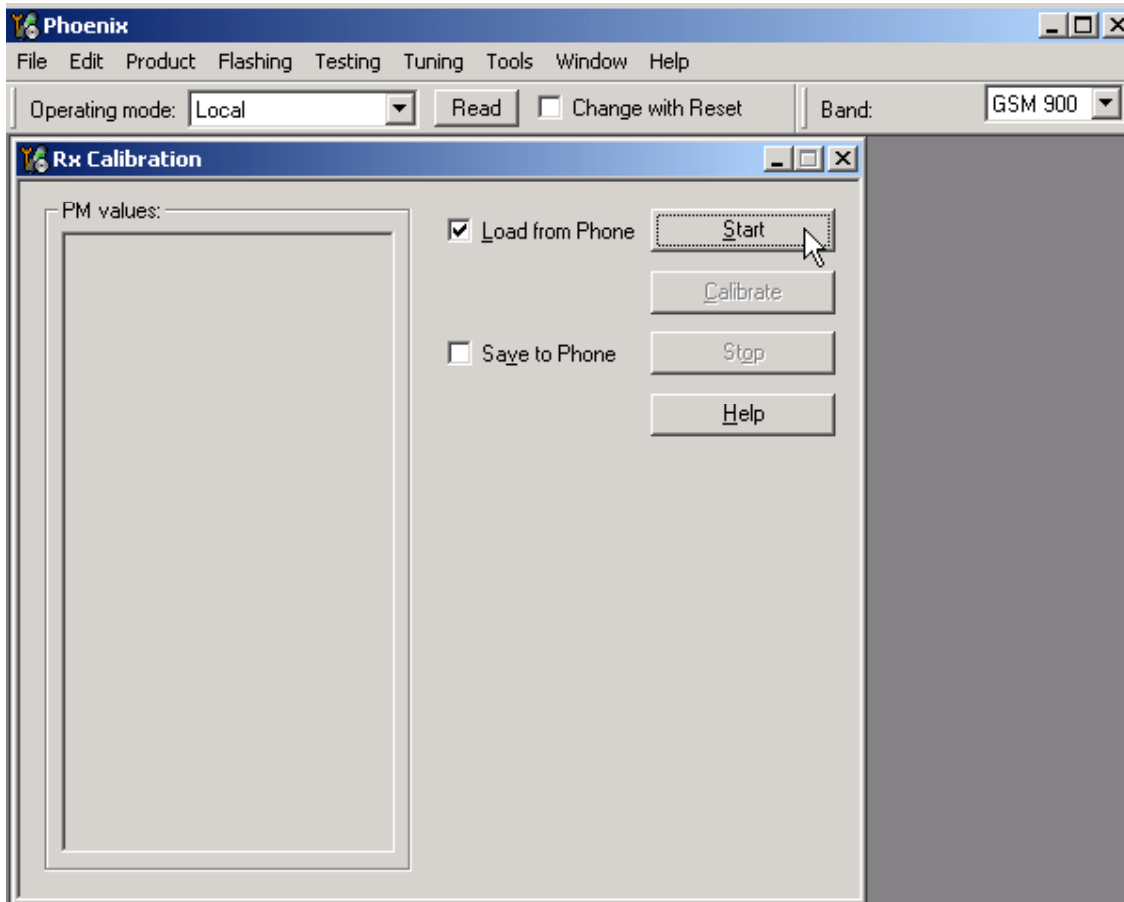 Phoenix
File Edit Product Flashing Testing Tuning Tools Window Help
Operating mode: Local Read Change with Reset Band: GSM 900
Rx Calibration
PM values:
Load from Phone Start
Calibrate
Save to Phone Stop
Help